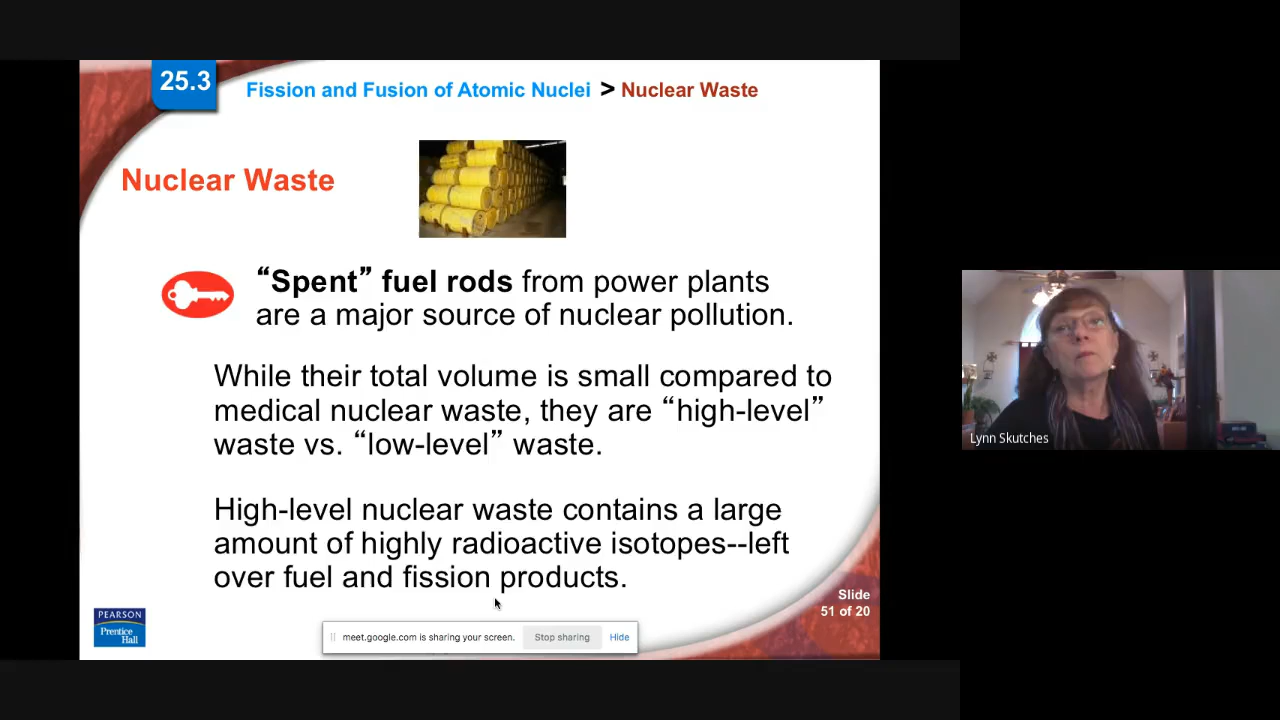 25.3
Fission and Fusion of Atomic Nuclei > Nuclear Waste
Nuclear Waste
“Spent” fuel rods from power plants
are a major source of nuclear pollution.
While their total volume is small compared to
medical nuclear waste, they are “high-level”
waste vs. “low-level” waste.
High-level nuclear waste contains a large
amount of highly radioactive isotopes--left
over fuel and fission products.
Slide
51 of 20
PEARSON
Prentice
Hall
meet.google.com is sharing your screen. Stop sharing Hide
Lynn Skutches